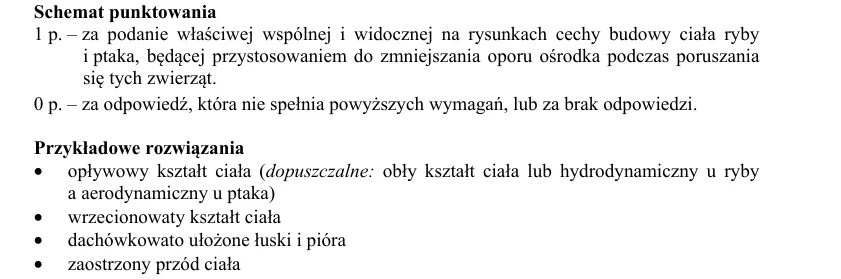 Schemat punktowania
1 p. – za podanie właściwej wspólnej i widocznej na rysunkach cechy budowy ciała ryby
i ptaka, będącej przystosowaniem do zmniejszania oporu ośrodka podczas poruszania
się tych zwierząt.
0 p. – za odpowiedź, która nie spełnia powyższych wymagań, lub za brak odpowiedzi.
Przykładowe rozwiązania
• opływowy kształt ciała (dopuszczalne: obły kształt ciała lub hydrodynamiczny u ryby
a aerodynamiczny u ptaka)
• wrzecionowaty kształt ciała
• dachówkowato ułożone łuski i pióra
• zaostrzony przód ciała